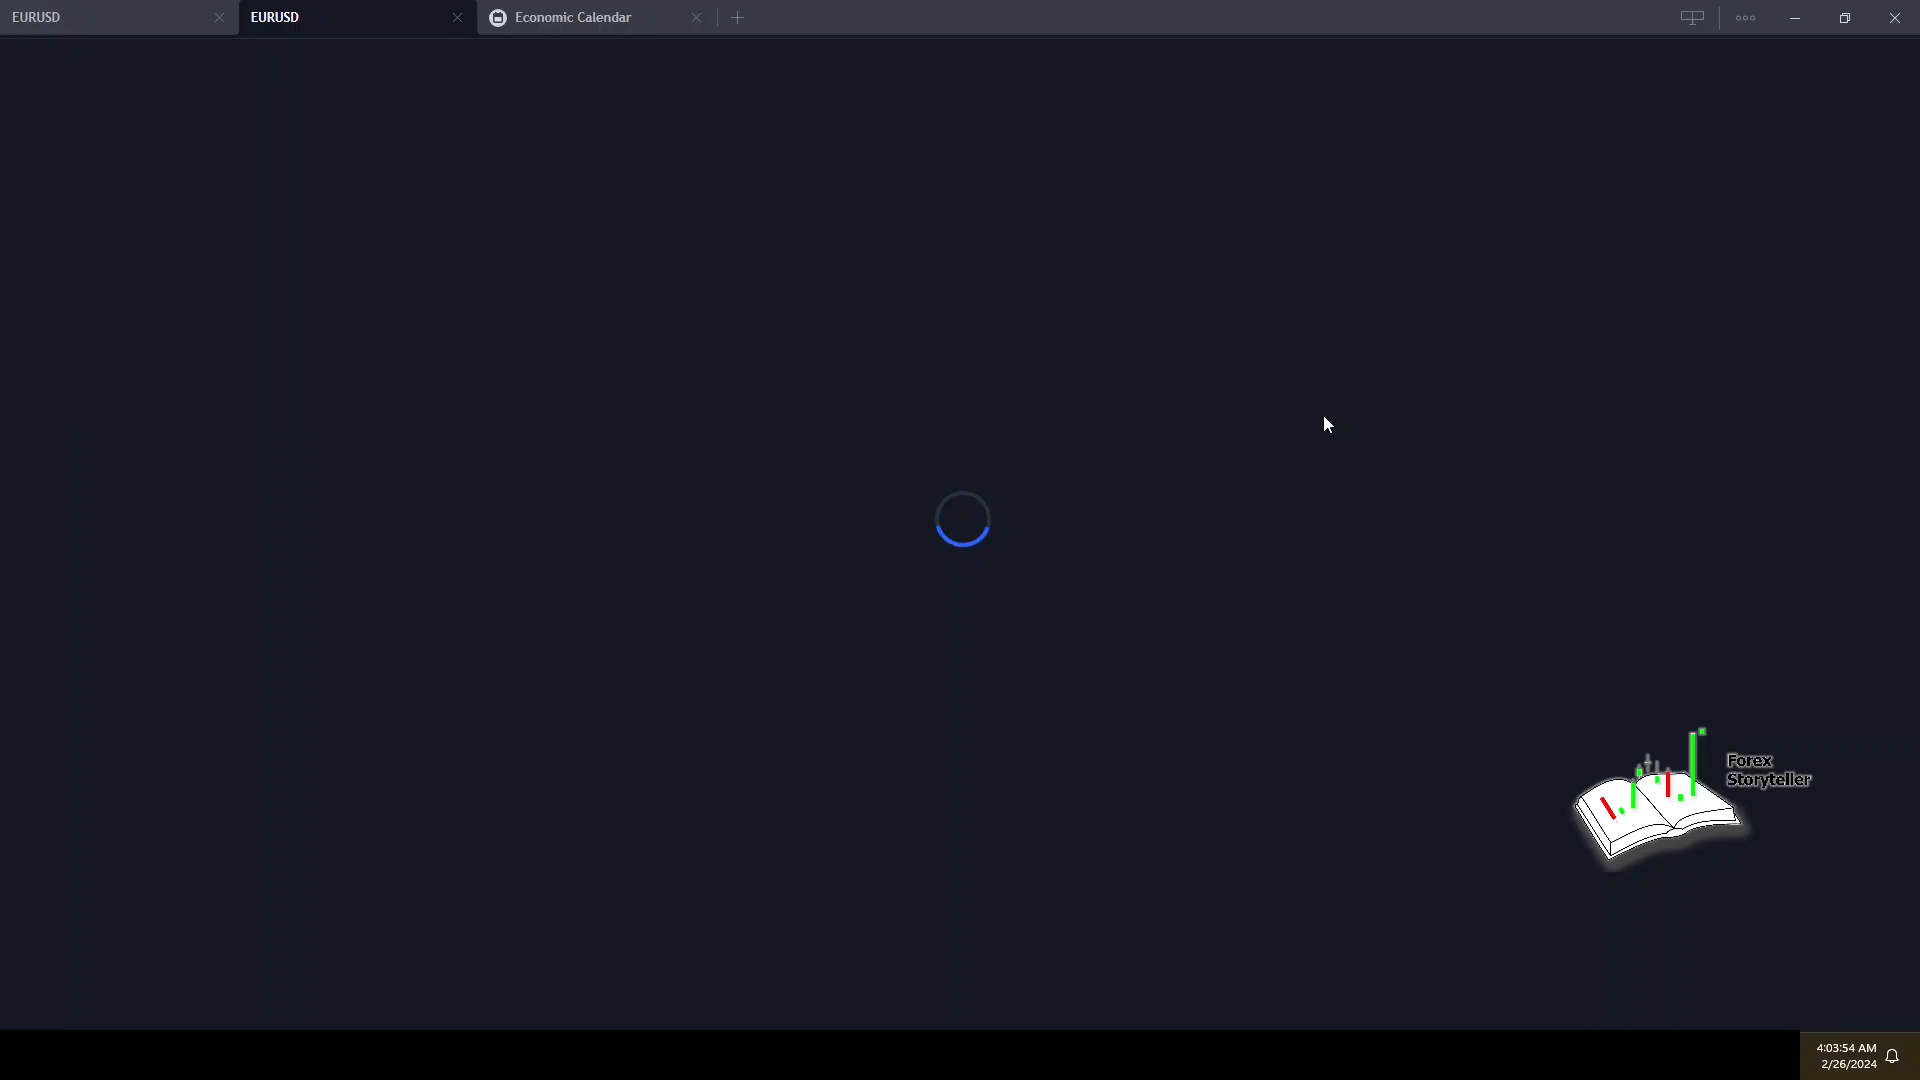 EURUSD
EURUSD
Economic Calendar
Forex
Storyteller
4:03:54 AM
2/26/2024